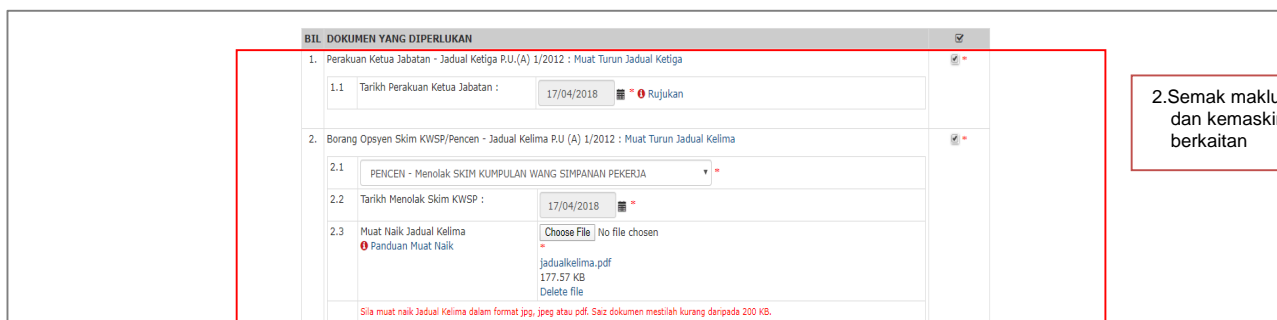 BIL DOKUMEN YANG DIPERLUKAN
1. Perakuan Ketua Jabatan - Jadual Ketiga P.U.(A) 1/2012 : Muat Turun Jadual Ketiga *
1.1 Tarikh Perakuan Ketua Jabatan : 17/04/2018 * Rujukan
2. Borang Opsyen Skim KWSP/Pencen - Jadual Kelima P.U (A) 1/2012 : Muat Turun Jadual Kelima *
2.1 PENCEN - Menolak SKIM KUMPULAN WANG SIMPANAN PEKERJA *
2.2 Tarikh Menolak Skim KWSP : 17/04/2018 *
2.3 Muat Naik Jadual Kelima Choose File No file chosen
Panduan Muat Naik *
jadualkelima.pdf
177.57 KB
Delete file
Sila muat naik Jadual Kelima dalam format jpg, jpeg atau pdf. Saiz dokumen mestilah kurang daripada 200 KB.
2.Semak
dan
berkaitan